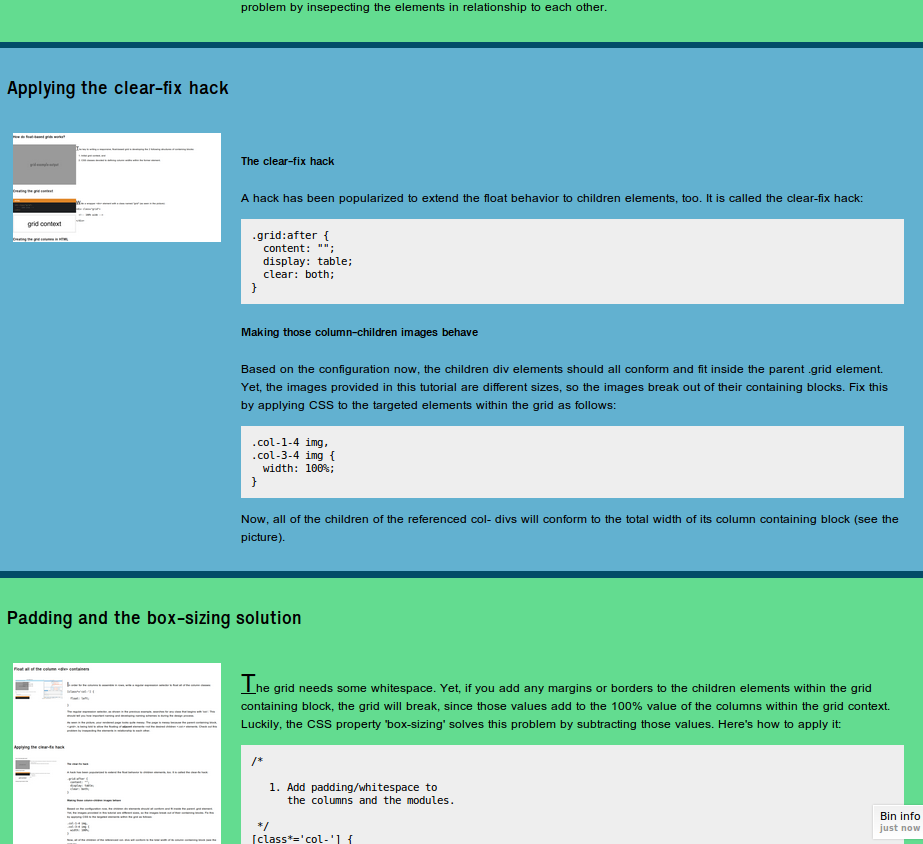 problem by insepecting the elements in relationship to each other.
Applying the clear-fix hack
How do float-based grids works?
Creating the grid context
grid context
Creating the grid columns in HTML
The clear-fix hack
A hack has been popularized to extend the float behavior to children elements, too. It is called the clear-fix hack:
.grid:after {
content: "";
display: table;
clear: both;
}
Making those column-children images behave
Based on the configuration now, the children div elements should all conform and fit inside the parent .grid element.
Yet, the images provided in this tutorial are different sizes, so the images break out of their containing blocks. Fix this
by applying CSS to the targeted elements within the grid as follows:
.col-1-4 img,
.col-3-4 img {
width: 100%;
}
Now, all of the children of the referenced col- divs will conform to the total width of its column containing block (see the
picture).
Padding and the box-sizing solution
Float all of the column <div> containers
Applying the clear-fix hack
The grid needs some whitespace. Yet, if you add any margins or borders to the children elements within the grid
containing block, the grid will break, since those values add to the 100% value of the columns within the grid context.
Luckily, the CSS property 'box-sizing' solves this problem by subtracting those values. Here's how to apply it:
/*
1. Add padding/whitespace to
the columns and the modules.
*/
[class*='col-'] {
Bin info
just now